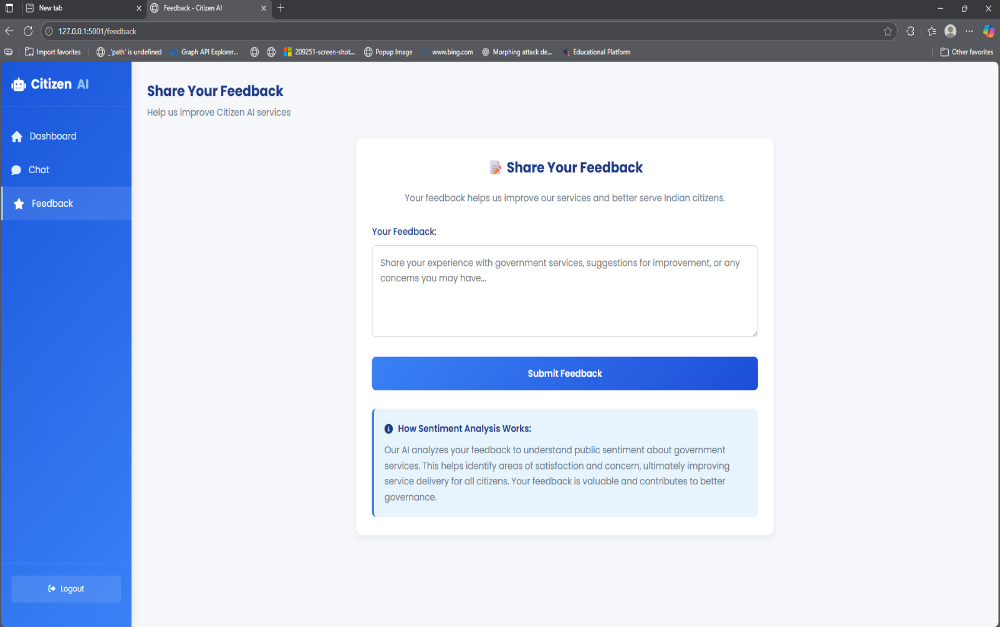 New tab
Feedback - Citizen AI
127.0.0.1:5001/feedback
Import favorites
_'path' is undefined
Graph API Explorer...
209251-screen-shot...
Popup Image
www.bing.com
Morphing attack de...
Educational Platform
Other favorites
Citizen AI
Dashboard
Chat
Feedback
Logout
Share Your Feedback
Help us improve Citizen AI services
Share Your Feedback
Your feedback helps us improve our services and better serve Indian citizens.
Your Feedback:
Share your experience with government services, suggestions for improvement, or any
concerns you may have...
Submit Feedback
How Sentiment Analysis Works:
Our AI analyzes your feedback to understand public sentiment about government
services. This helps identify areas of satisfaction and concern, ultimately improving
service delivery for all citizens. Your feedback is valuable and contributes to better
governance.